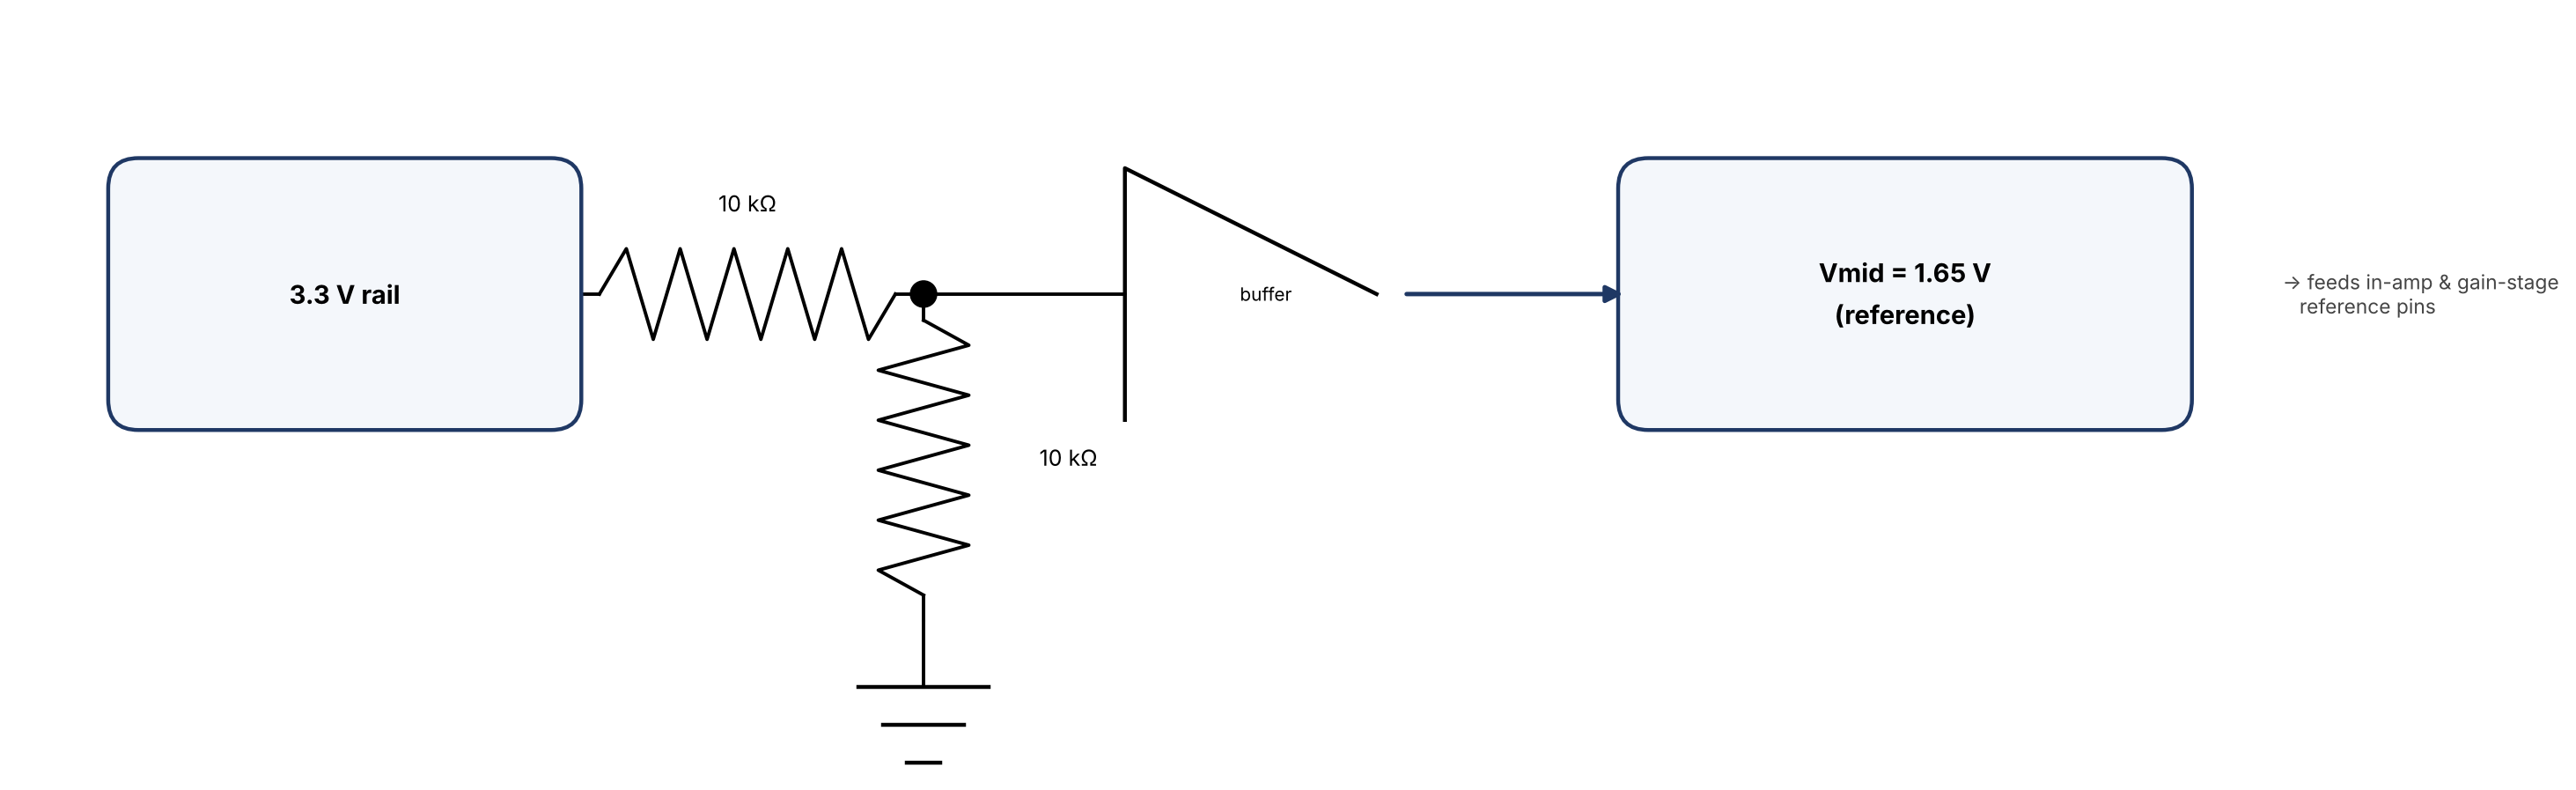 10 kΩ
3.3 V rail
buffer
Vmid = 1.65 V
(reference)
→ feeds in-amp & gain-stage
reference pins
10 kΩ